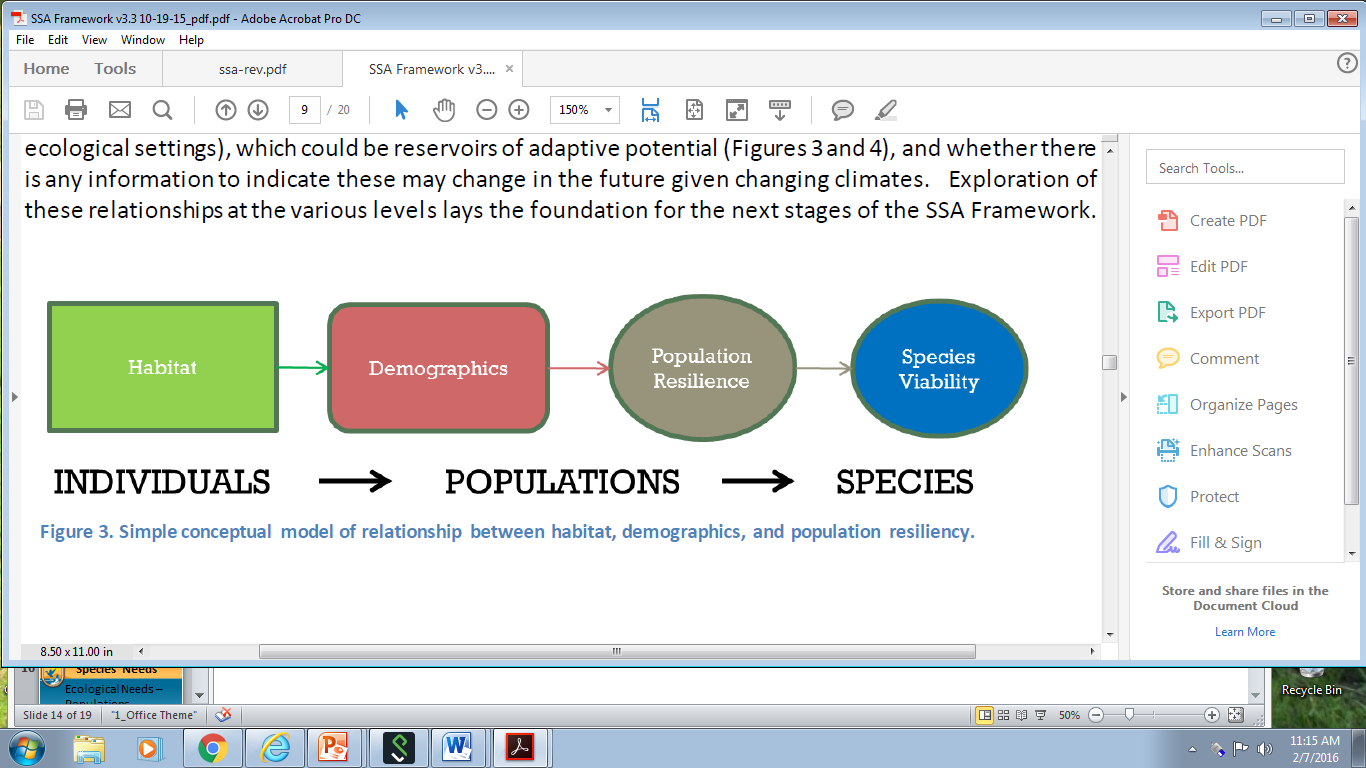 SSA Framework v3.3 10-19-15_pdf.pdf - Adobe Acrobat Pro DC
File Edit View Window Help
Home Tools ssa-rev.pdf SSA Framework v3.... ×
9 / 20 150%
ecological settings), which could be reservoirs of adaptive potential (Figures 3 and 4), and whether there
is any information to indicate these may change in the future given changing climates. Exploration of
these relationships at the various levels lays the foundation for the next stages of the SSA Framework.
Habitat
Demographics
Population
Resilience
Species
Viability
INDIVIDUALS → POPULATIONS → SPECIES
Figure 3. Simple conceptual model of relationship between habitat, demographics, and population resiliency.
8.50 x 11.00 in
Search Tools...
Create PDF
Edit PDF
Export PDF
Comment
Organize Pages
Enhance Scans
Protect
Fill & Sign
Store and share files in the
Document Cloud
Learn More
Species' Needs
Ecological Needs –
Populations
Recycle Bin
Slide 14 of 19 "1_Office Theme" 50%
11:15 AM
2/7/2016